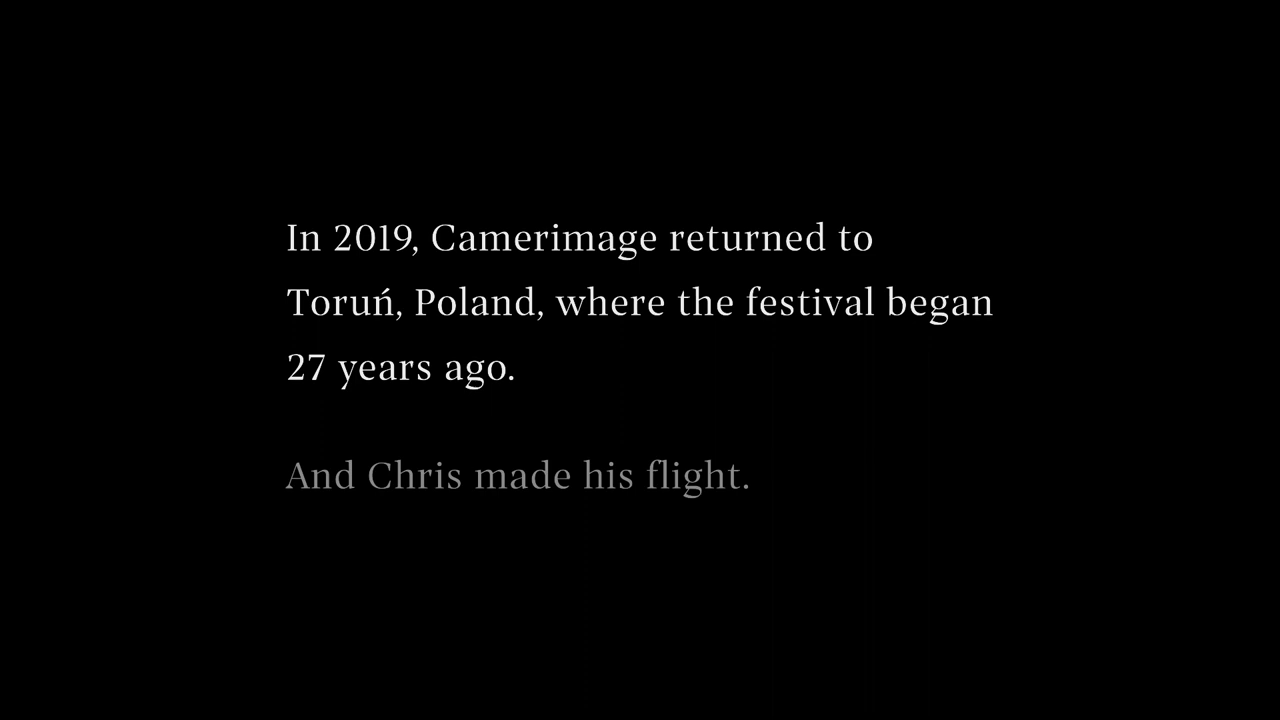 In 2019, Camerimage returned to
Toruń, Poland, where the festival began
27 years ago.
And Chris made his flight.